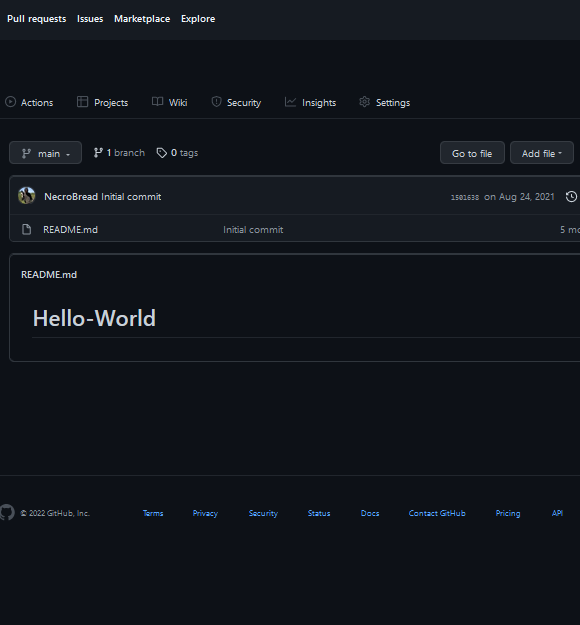 Pull requests Issues Marketplace Explore
Actions Projects Wiki Security Insights Settings
main 1 branch 0 tags Go to file Add file
NecroBread Initial commit 1501638 on Aug 24, 2021
README.md Initial commit 5 mo
README.md
Hello-World
© 2022 GitHub, Inc. Terms Privacy Security Status Docs Contact GitHub Pricing API